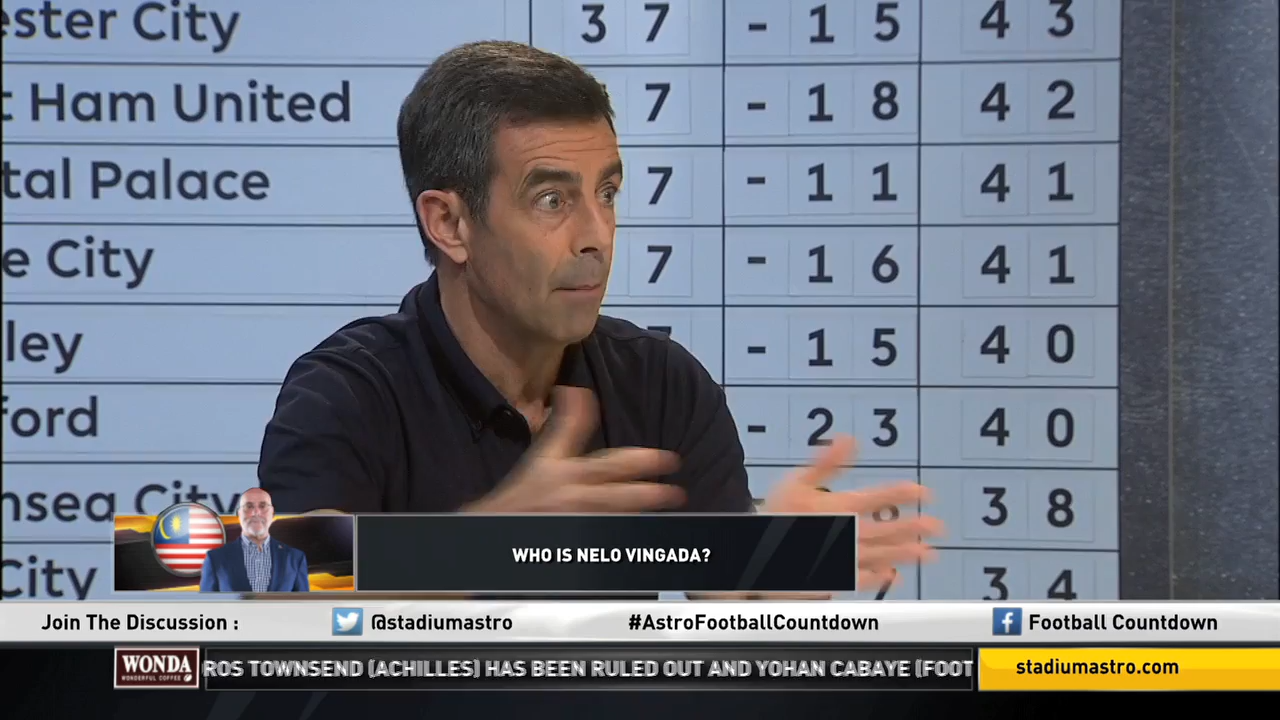 ester City 3 7 - 1 5 4 3
t Ham United 7 - 1 8 4 2
tal Palace 7 - 1 1 4 1
e City 7 - 1 6 4 1
ley 7 - 1 5 4 0
ford - 2 3 4 0
nsea City 3 8
City 3 4
WHO IS NELO VINGADA?
Join The Discussion : @stadiumastro #AstroFootballCountdown Football Countdown
WONDA
WONDERFUL COFFEE
ROS TOWNSEND (ACHILLES) HAS BEEN RULED OUT AND YOHAN CABAYE (FOOT
stadiumastro.com